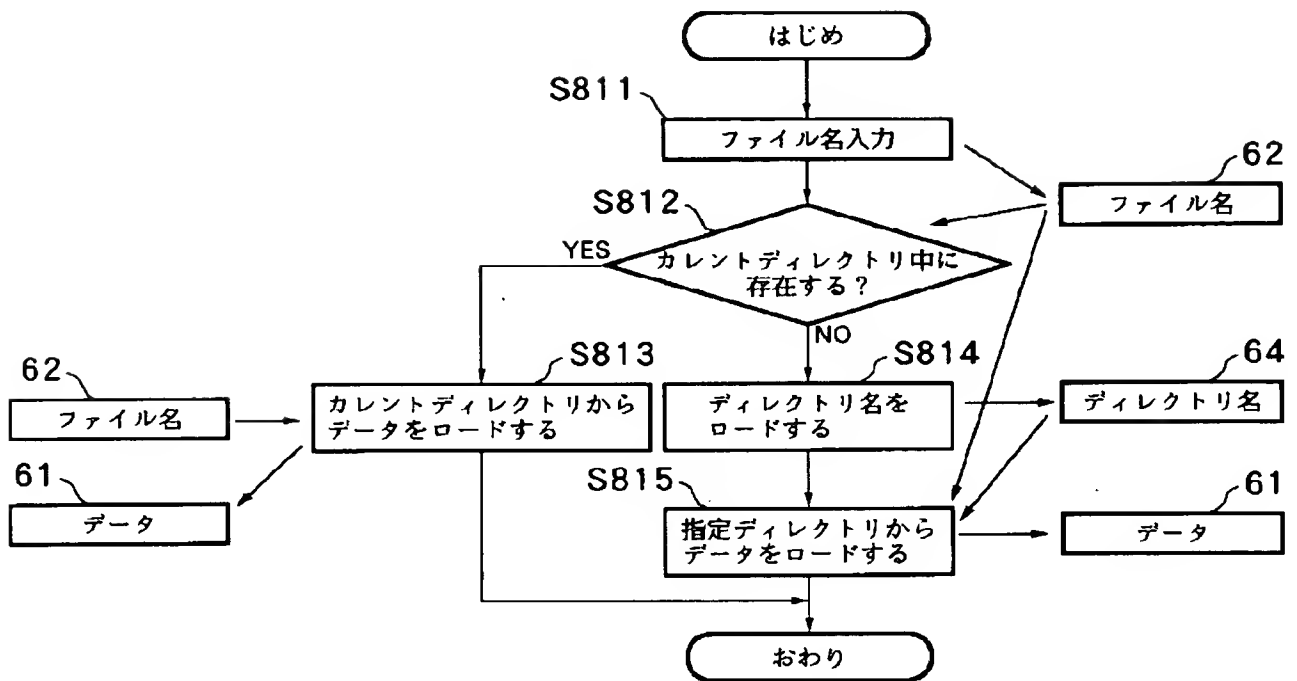 はじめ
S811
ファイル名入力
62
ファイル名
S812
YES
カレントディレクトリ中に
存在する？
NO
62
ファイル名
S813
カレントディレクトリから
データをロードする
S814
ディレクトリ名を
ロードする
64
ディレクトリ名
61
データ
S815
指定ディレクトリから
データをロードする
61
データ
おわり